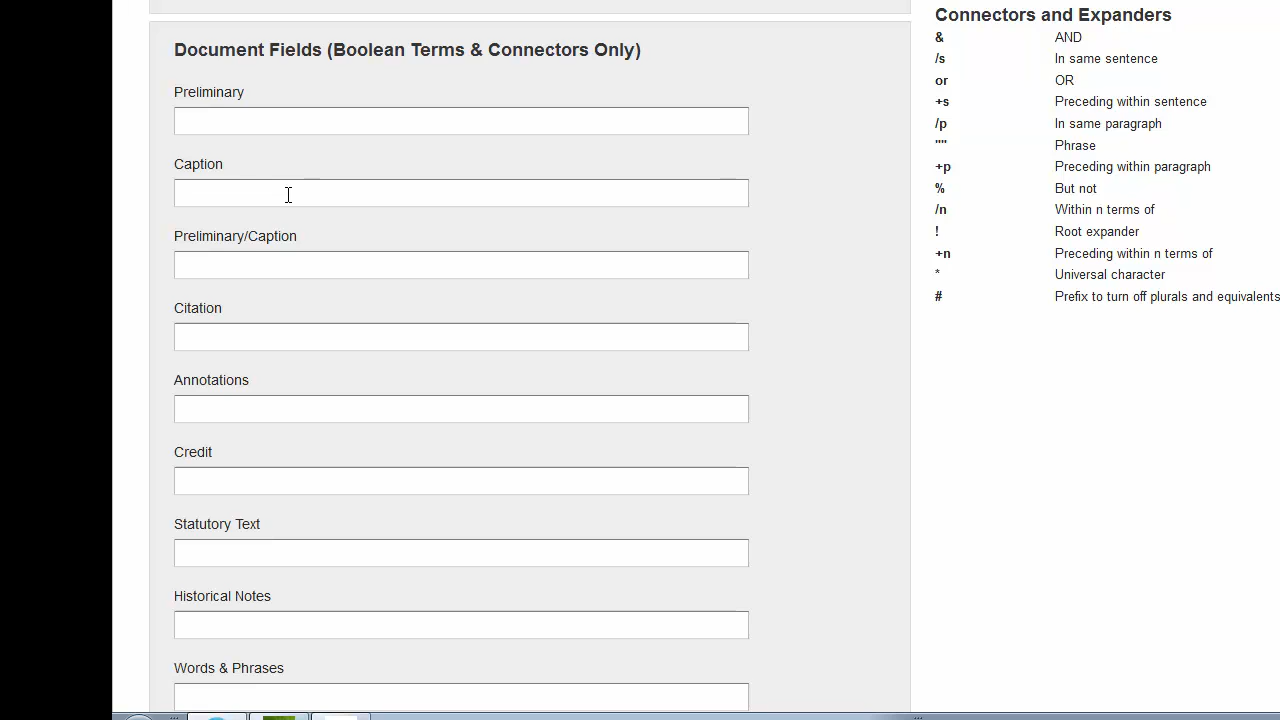 Document Fields (Boolean Terms & Connectors Only)
Preliminary
Caption
Preliminary/Caption
Citation
Annotations
Credit
Statutory Text
Historical Notes
Words & Phrases
Connectors and Expanders
& AND
/s In same sentence
or OR
+s Preceding within sentence
/p In same paragraph
"" Phrase
+p Preceding within paragraph
% But not
/n Within n terms of
! Root expander
+n Preceding within n terms of
* Universal character
# Prefix to turn off plurals and equivalents